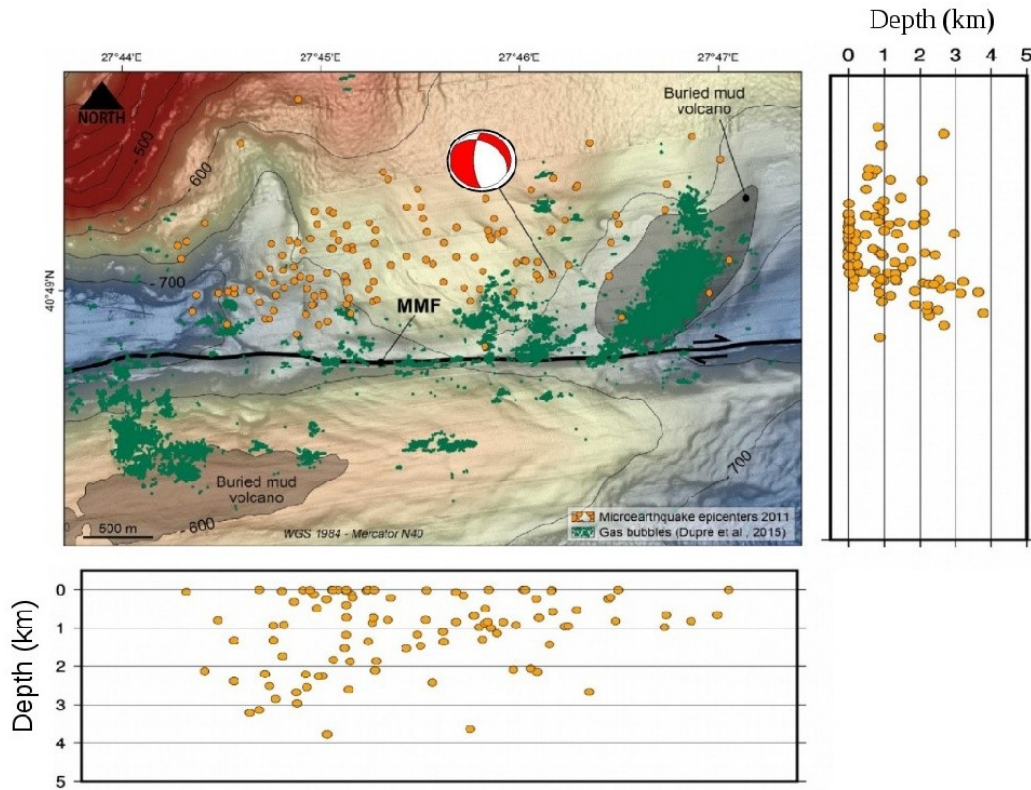 Depth (km)
0 1 2 3 4 5
27°44'E 27°45'E 27°46'E 27°47'E
NORTH
Buried mud
volcano
- 500
- 600
- 700
40°49'N
MMF
- 700
Buried mud
volcano
- 600
500 m
WGS 1984 - Mercator N40
Microearthquake epicenters 2011
Gas bubbles (Dupre et al , 2015)
Depth (km)
0
1
2
3
4
5